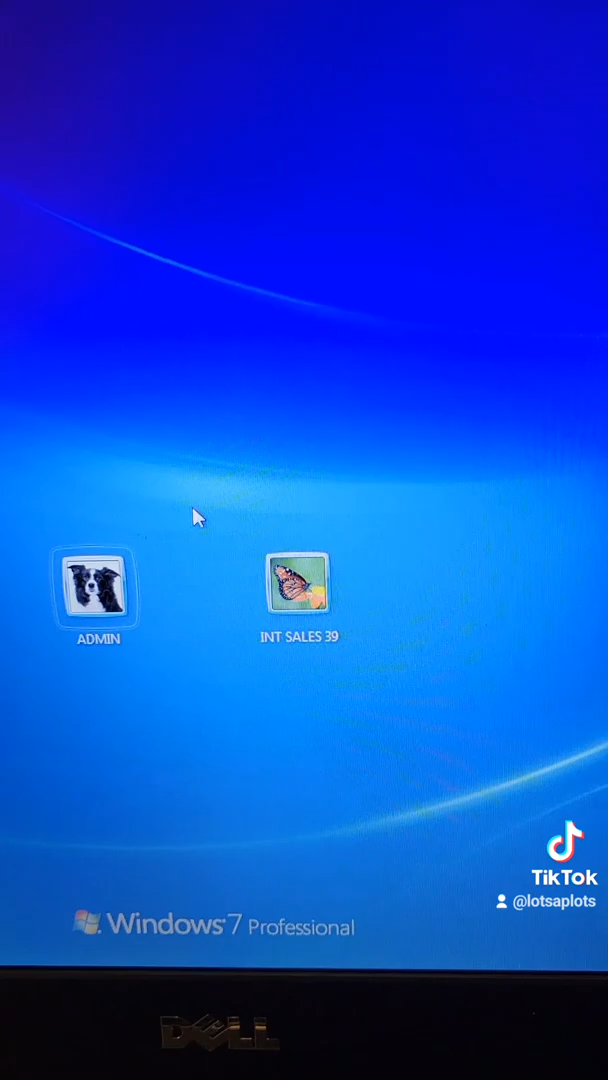 ADMIN
INT SALES 39
TikTok
@lotsaplots
Windows 7 Professional
DELL